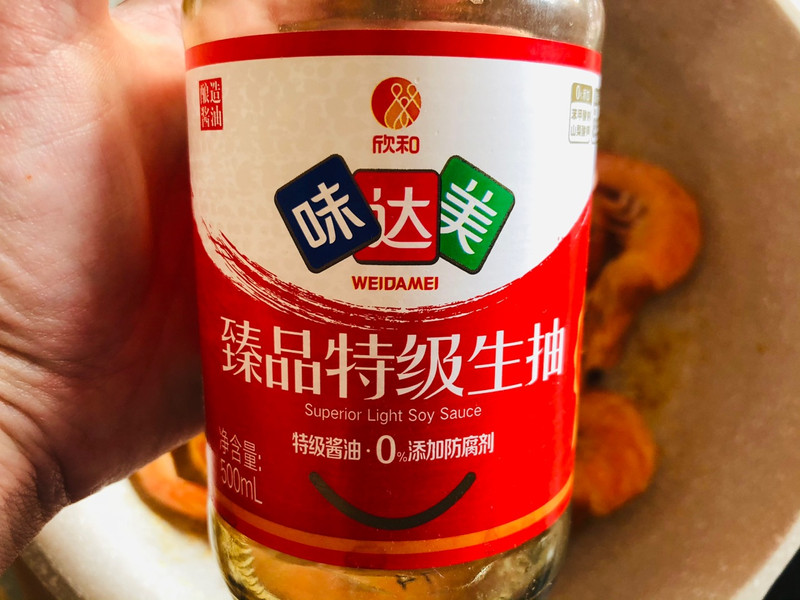 酿造
酱油
欣和
味达美
WEIDAMEI
臻品特级生抽
Superior Light Soy Sauce
特级酱油·0%添加防腐剂
净含量:
500mL